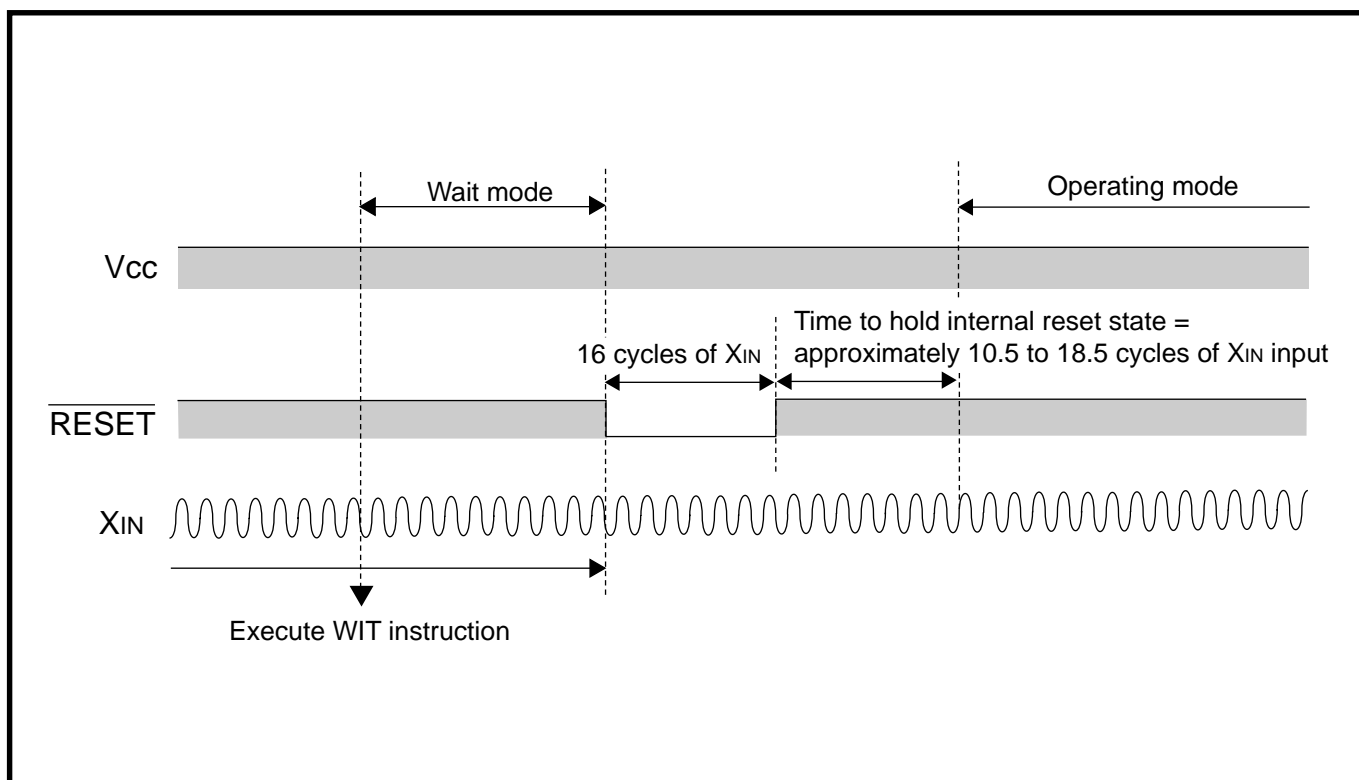 Wait mode
Operating mode
Vcc
Time to hold internal reset state =
16 cycles of XIN
approximately 10.5 to 18.5 cycles of XIN input
RESET
XIN
Execute WIT instruction